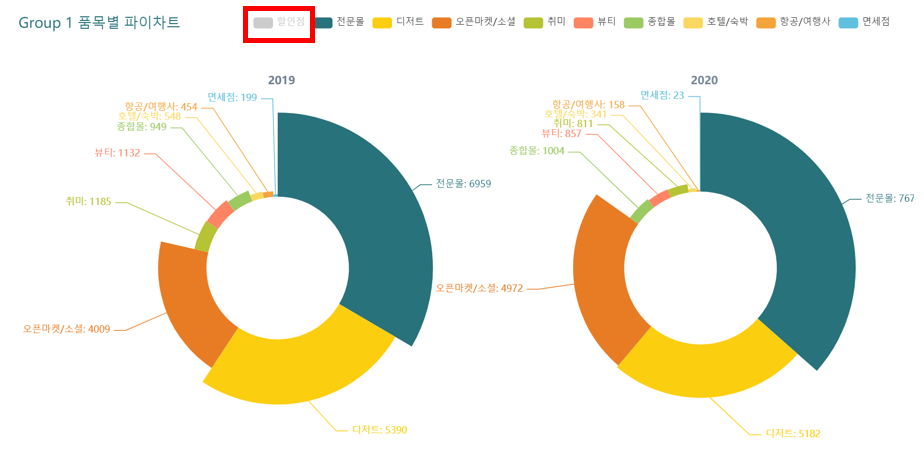 Group 1 품목별 파이차트
할인점 전문몰 디저트 오픈마켓/소셜 취미 뷰티 종합몰 호텔/숙박 항공/여행사 면세점
2019
면세점: 199
항공/여행사: 454
호텔/숙박: 548
종합몰: 949
뷰티: 1132
취미: 1185
전문몰: 6959
오픈마켓/소셜: 4009
디저트: 5390
2020
면세점: 23
항공/여행사: 158
호텔/숙박: 341
취미: 811
뷰티: 857
종합몰: 1004
전문몰: 767
오픈마켓/소셜: 4972
디저트: 5182